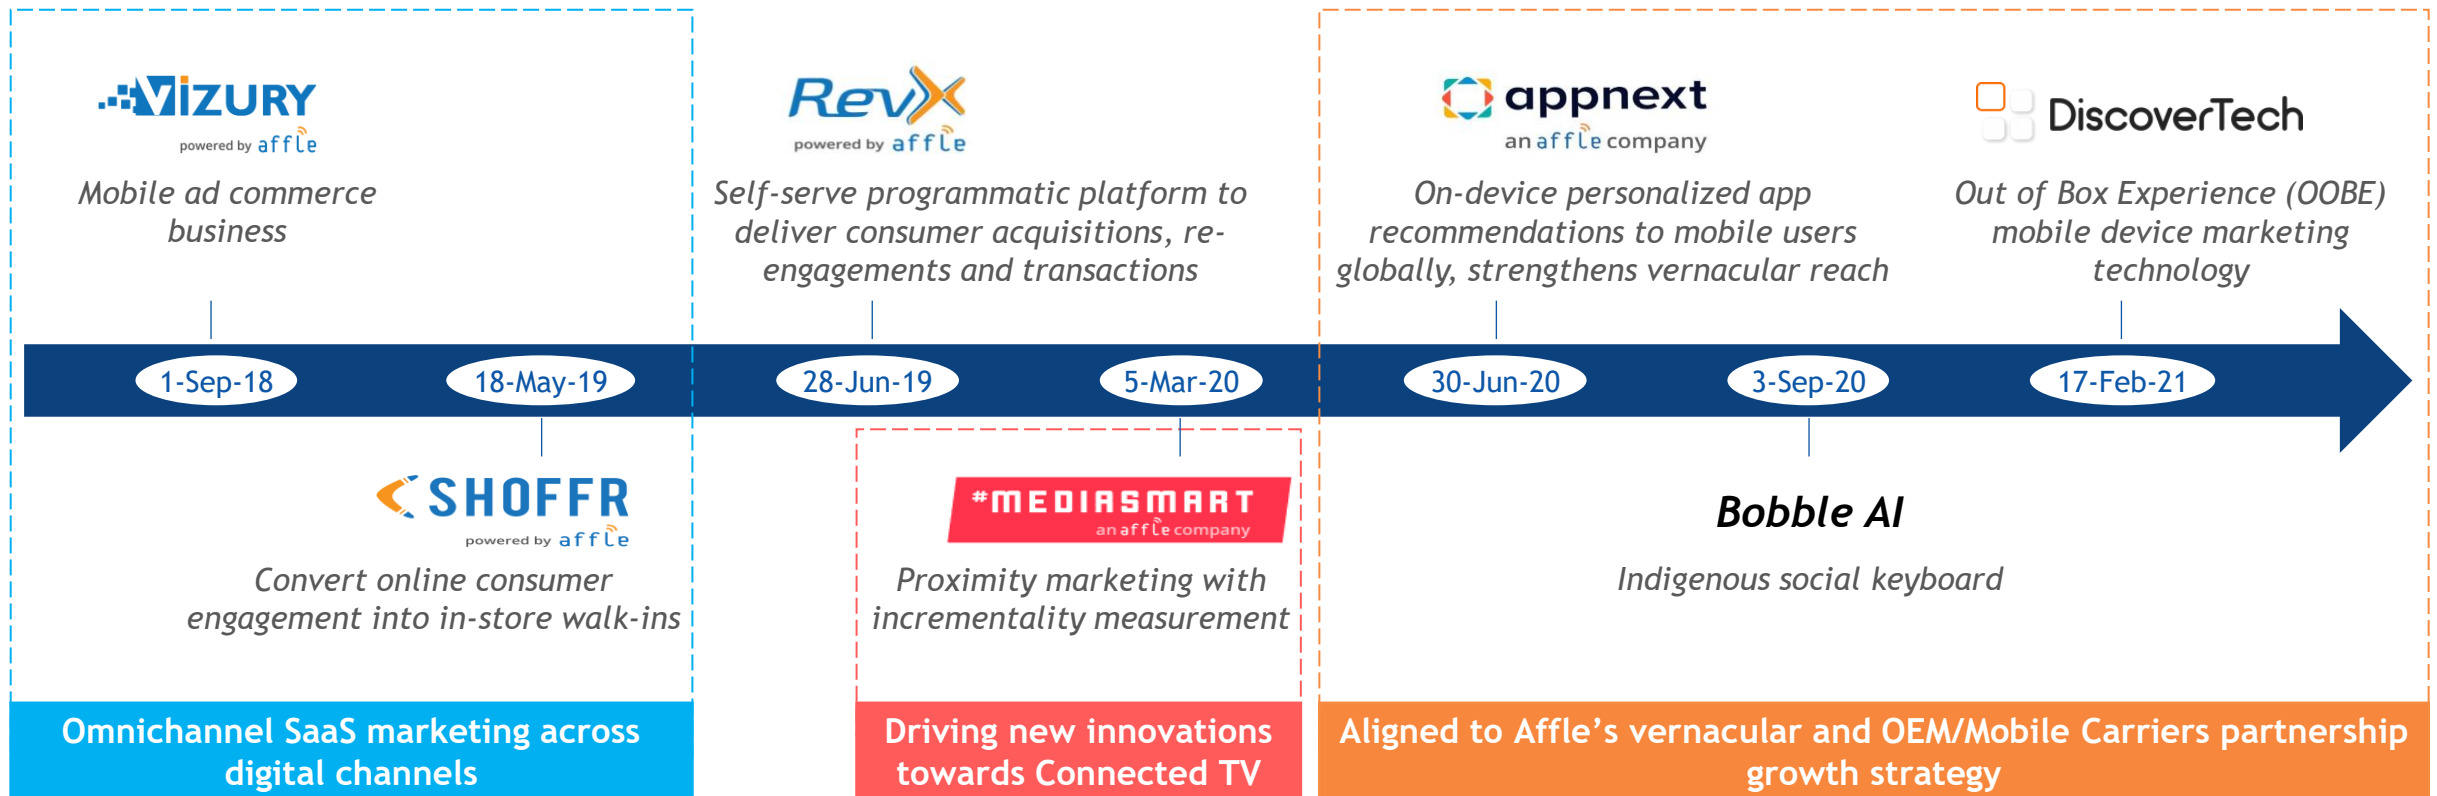 VIZURY
powered by affle
Mobile ad commerce
business
RevX
powered by affle
Self-serve programmatic platform to
deliver consumer acquisitions, re-
engagements and transactions
appnext
an affle company
On-device personalized app
recommendations to mobile users
globally, strengthens vernacular reach
DiscoverTech
Out of Box Experience (OOBE)
mobile device marketing
technology
1-Sep-18
18-May-19
28-Jun-19
5-Mar-20
30-Jun-20
3-Sep-20
17-Feb-21
SHOFFR
powered by affle
Convert online consumer
engagement into in-store walk-ins
#MEDIASMART
an affle company
Proximity marketing with
incrementality measurement
Bobble AI
Indigenous social keyboard
Omnichannel SaaS marketing across
digital channels
Driving new innovations
towards Connected TV
Aligned to Affle’s vernacular and OEM/Mobile Carriers partnership
growth strategy